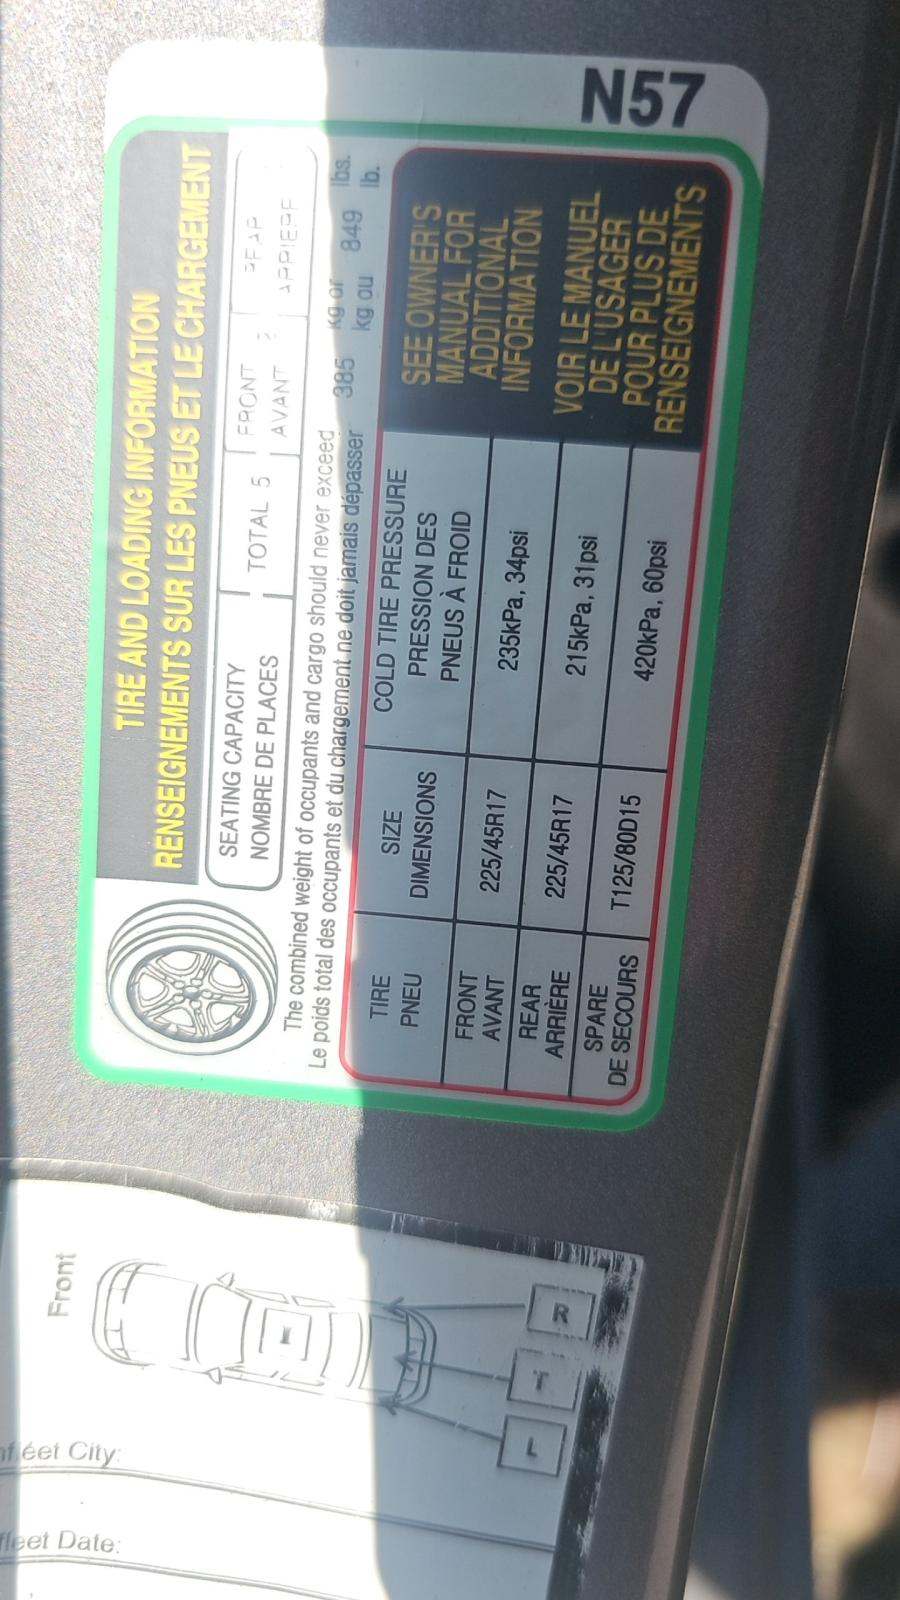 N57
TIRE AND LOADING INFORMATION
RENSEIGNEMENTS SUR LES PNEUS ET LE CHARGEMENT
SEATING CAPACITY
NOMBRE DE PLACES
TOTAL 5
FRONT
AVANT 2
REAR
ARRIERE
The combined weight of occupants and cargo should never exceed 385 kg or 849 lbs.
Le poids total des occupants et du chargement ne doit jamais dépasser kg ou lb.
TIRE
PNEU
SIZE
DIMENSIONS
COLD TIRE PRESSURE
PRESSION DES
PNEUS À FROID
FRONT
AVANT
225/45R17
235kPa, 34psi
REAR
ARRIÈRE
225/45R17
215kPa, 31psi
SPARE
DE SECOURS
T125/80D15
420kPa, 60psi
SEE OWNER'S
MANUAL FOR
ADDITIONAL
INFORMATION
VOIR LE MANUEL
DE L'USAGER
POUR PLUS DE
RENSEIGNEMENTS
Front
R
T
L
City:
Date: